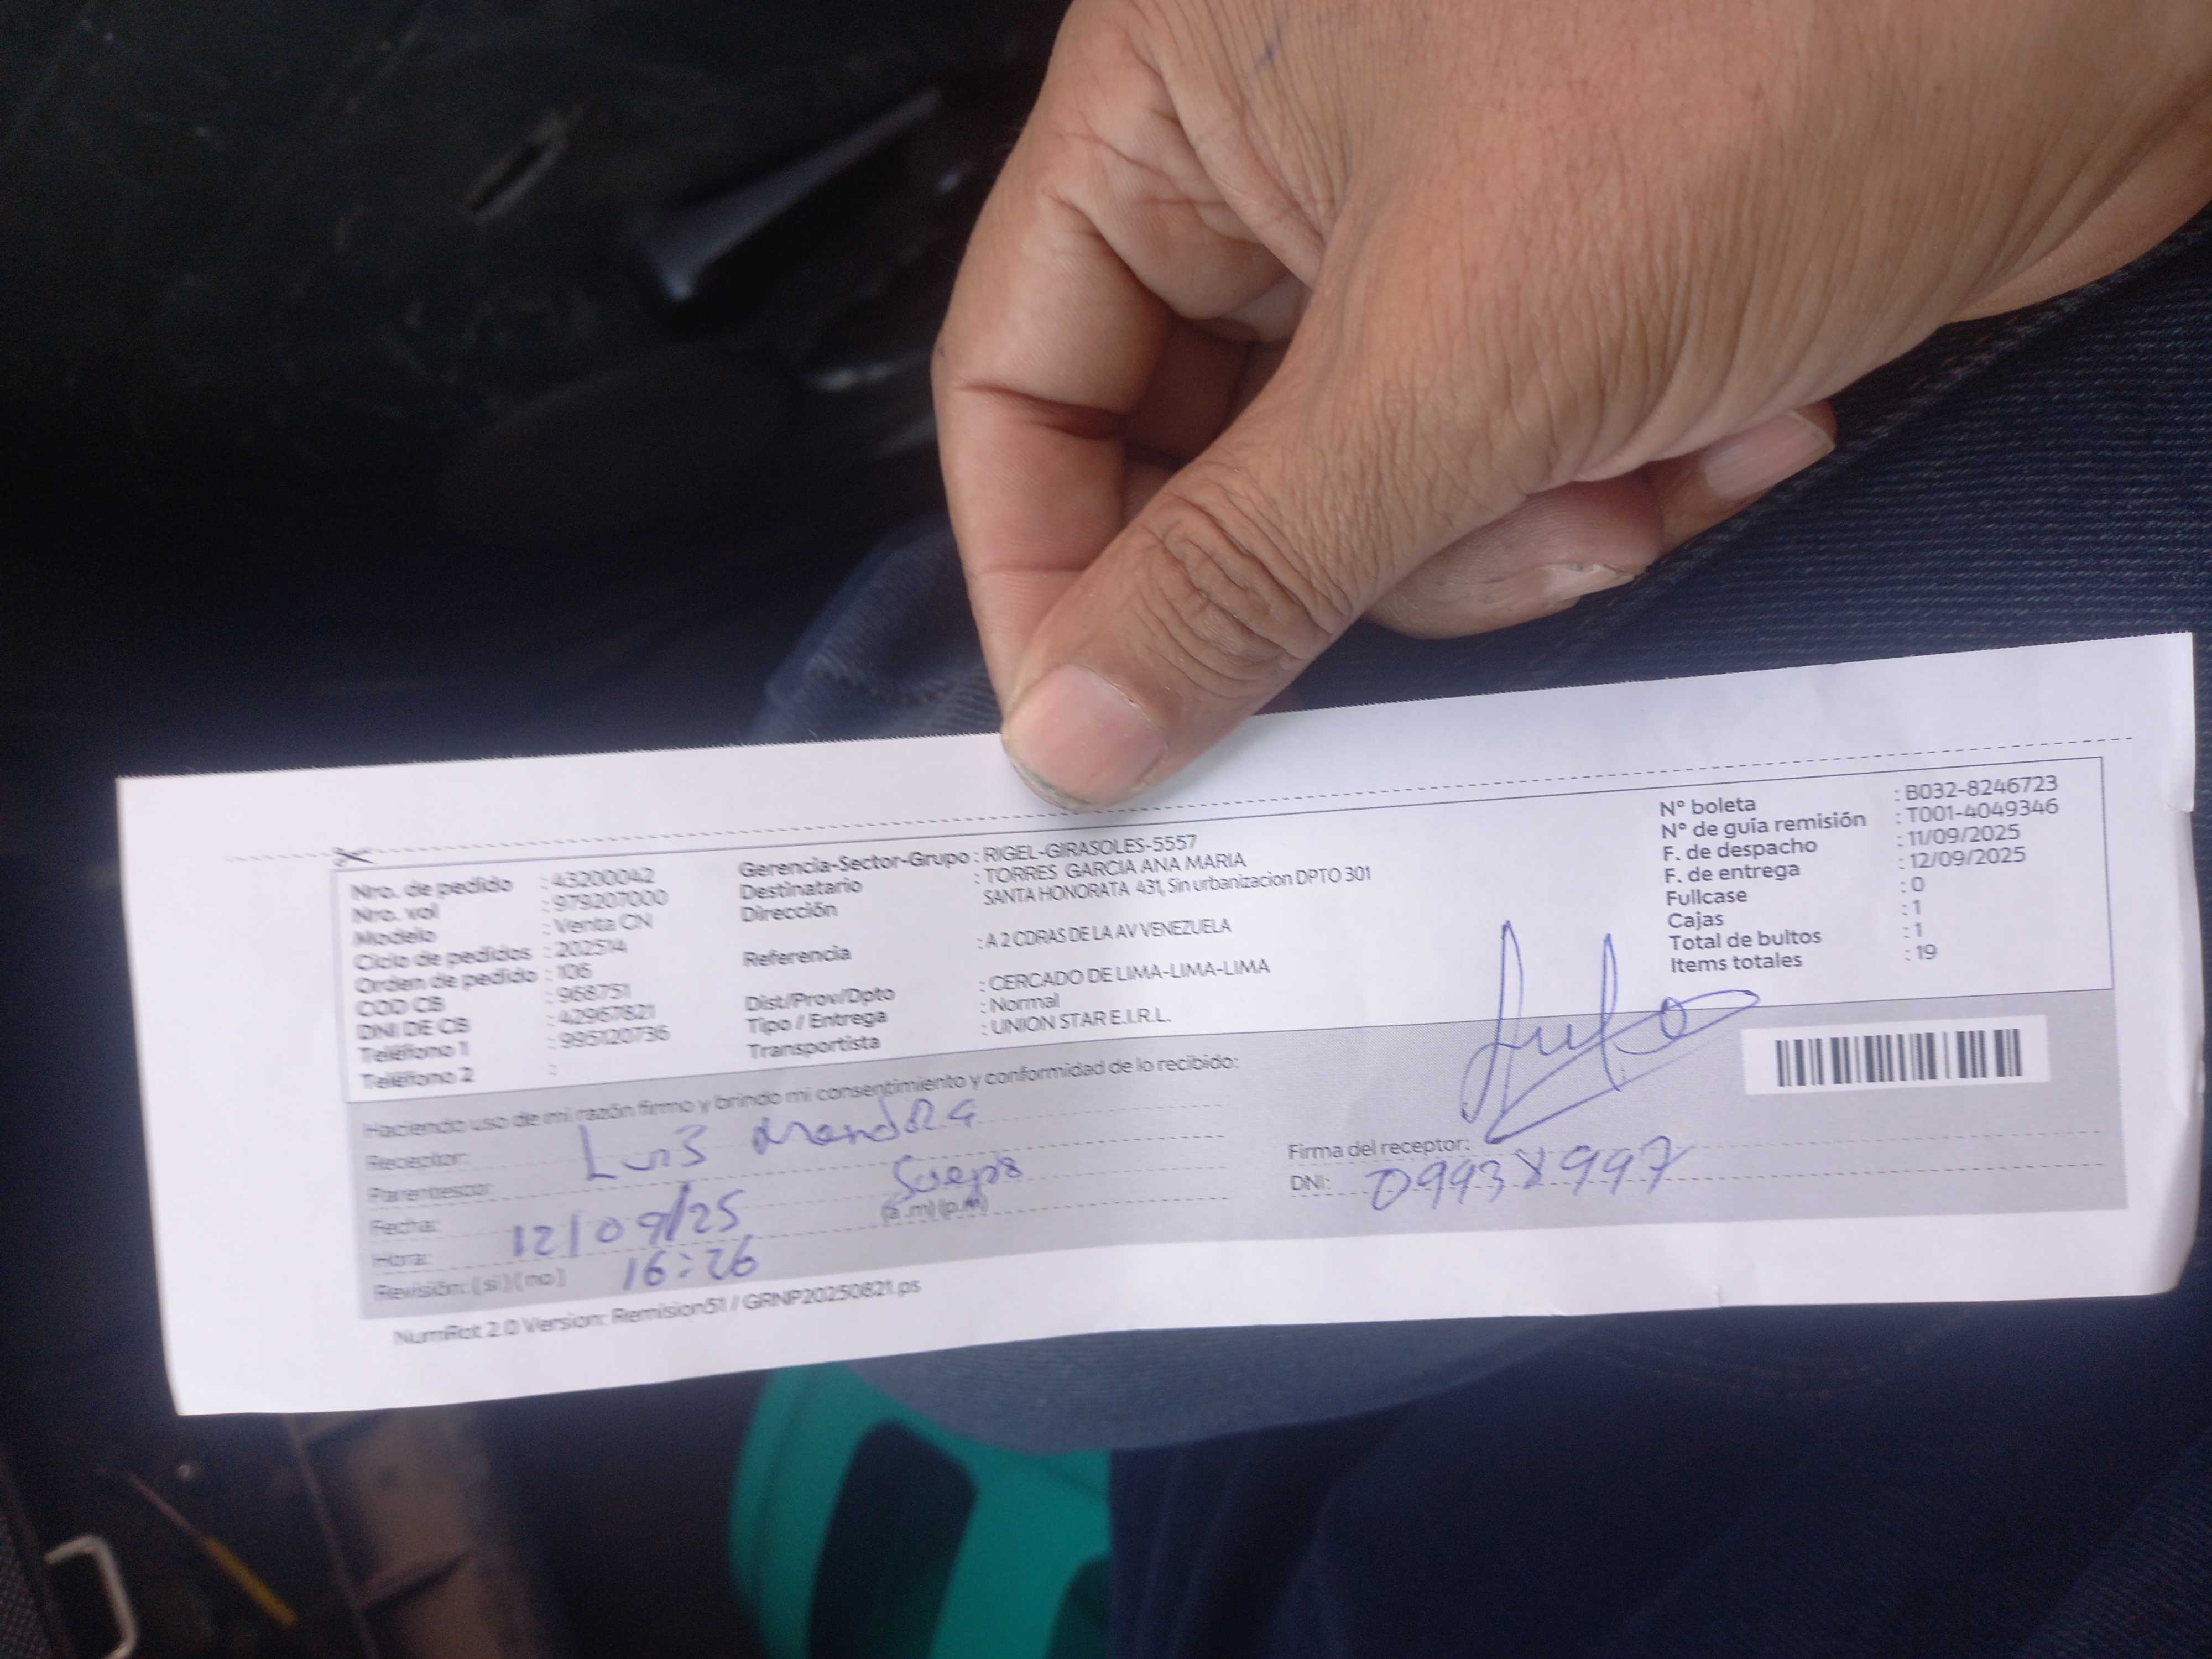 Nro. de pedido : 43200042
Nro. vol : 979207000
Modelo : Venta CN
Ciclo de pedidos : 202514
Orden de pedido : 106
COD CB : 968751
DNI DE CB : 42967821
Teléfono 1 : 995120736
Teléfono 2 :
Gerencia-Sector-Grupo : RIGEL-GIRASOLES-5557
Destinatario : TORRES GARCIA ANA MARIA
Dirección SANTA HONORATA 431, Sin urbanizacion DPTO 301
Referencia : A 2 CDRAS DE LA AV VENEZUELA
Dist/Prov/Dpto : CERCADO DE LIMA-LIMA-LIMA
Tipo / Entrega : Normal
Transportista : UNION STAR E.I.R.L.
N° boleta : B032-8246723
N° de guía remisión : T001-4049346
F. de despacho : 11/09/2025
F. de entrega : 12/09/2025
Fullcase : 0
Cajas : 1
Total de bultos : 1
Items totales : 19
Haciendo uso de mi razón firmo y brindo mi consentimiento y conformidad de lo recibido:
Receptor: Luis
Parentesco:
Fecha: 12/09/25 (a .m) (p.m)
Hora: 16:26
Revisión: ( si ) ( no )
Firma del receptor:
DNI: 09938997
NumRot 2.0 Version: Remision51 / GRNP20250821.ps